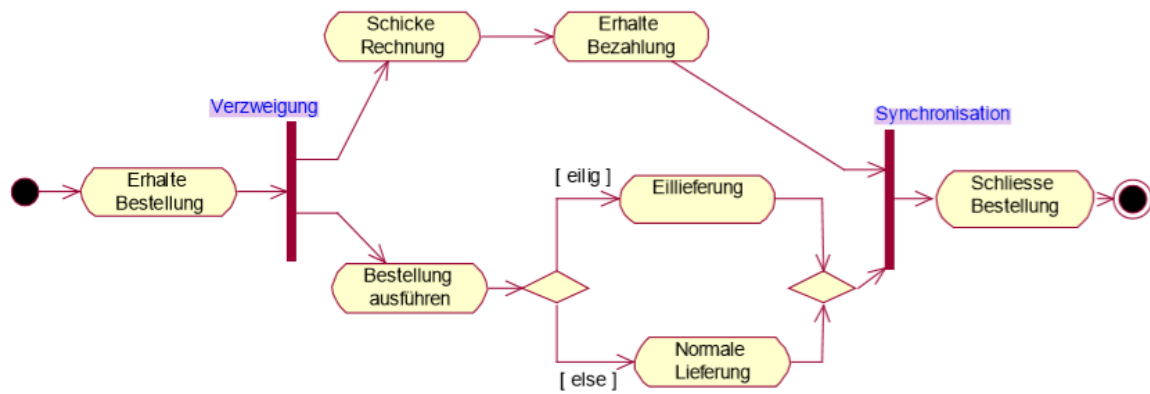 Schicke
Rechnung
Erhalte
Bezahlung
Verzweigung
Synchronisation
Erhalte
Bestellung
[ eilig ]
Eillieferung
Schliesse
Bestellung
Bestellung
ausführen
Normale
Lieferung
[ else ]